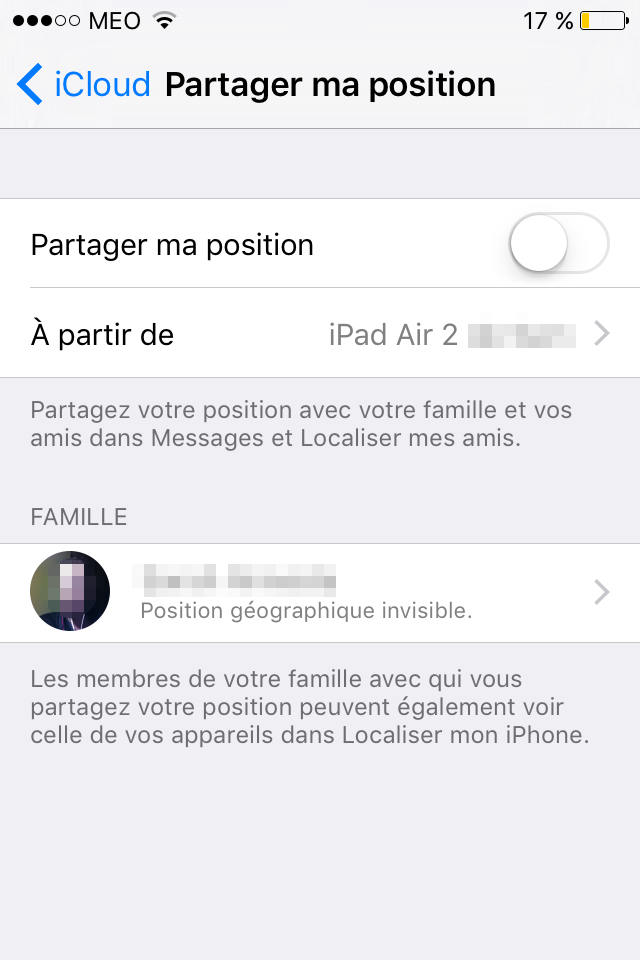 MEO 17 %
iCloud Partager ma position
Partager ma position
À partir de iPad Air 2
Partagez votre position avec votre famille et vos
amis dans Messages et Localiser mes amis.
FAMILLE
Position géographique invisible.
Les membres de votre famille avec qui vous
partagez votre position peuvent également voir
celle de vos appareils dans Localiser mon iPhone.